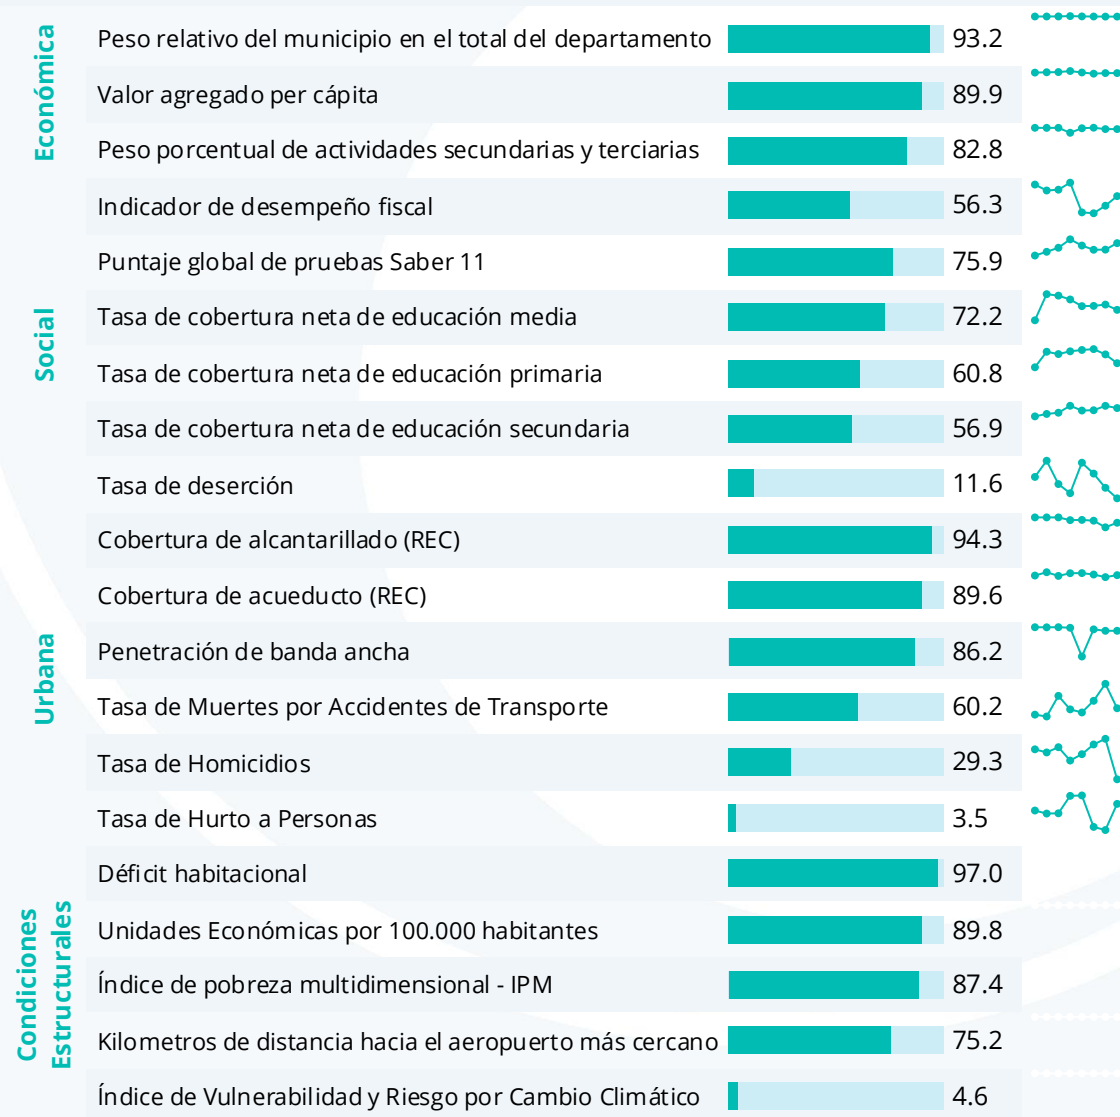 Económica
Peso relativo del municipio en el total del departamento 93.2
Valor agregado per cápita 89.9
Peso porcentual de actividades secundarias y terciarias 82.8
Indicador de desempeño fiscal 56.3
Social
Puntaje global de pruebas Saber 11 75.9
Tasa de cobertura neta de educación media 72.2
Tasa de cobertura neta de educación primaria 60.8
Tasa de cobertura neta de educación secundaria 56.9
Tasa de deserción 11.6
Urbana
Cobertura de alcantarillado (REC) 94.3
Cobertura de acueducto (REC) 89.6
Penetración de banda ancha 86.2
Tasa de Muertes por Accidentes de Transporte 60.2
Tasa de Homicidios 29.3
Tasa de Hurto a Personas 3.5
Condiciones
Estructurales
Déficit habitacional 97.0
Unidades Económicas por 100.000 habitantes 89.8
Índice de pobreza multidimensional - IPM 87.4
Kilometros de distancia hacia el aeropuerto más cercano 75.2
Índice de Vulnerabilidad y Riesgo por Cambio Climático 4.6